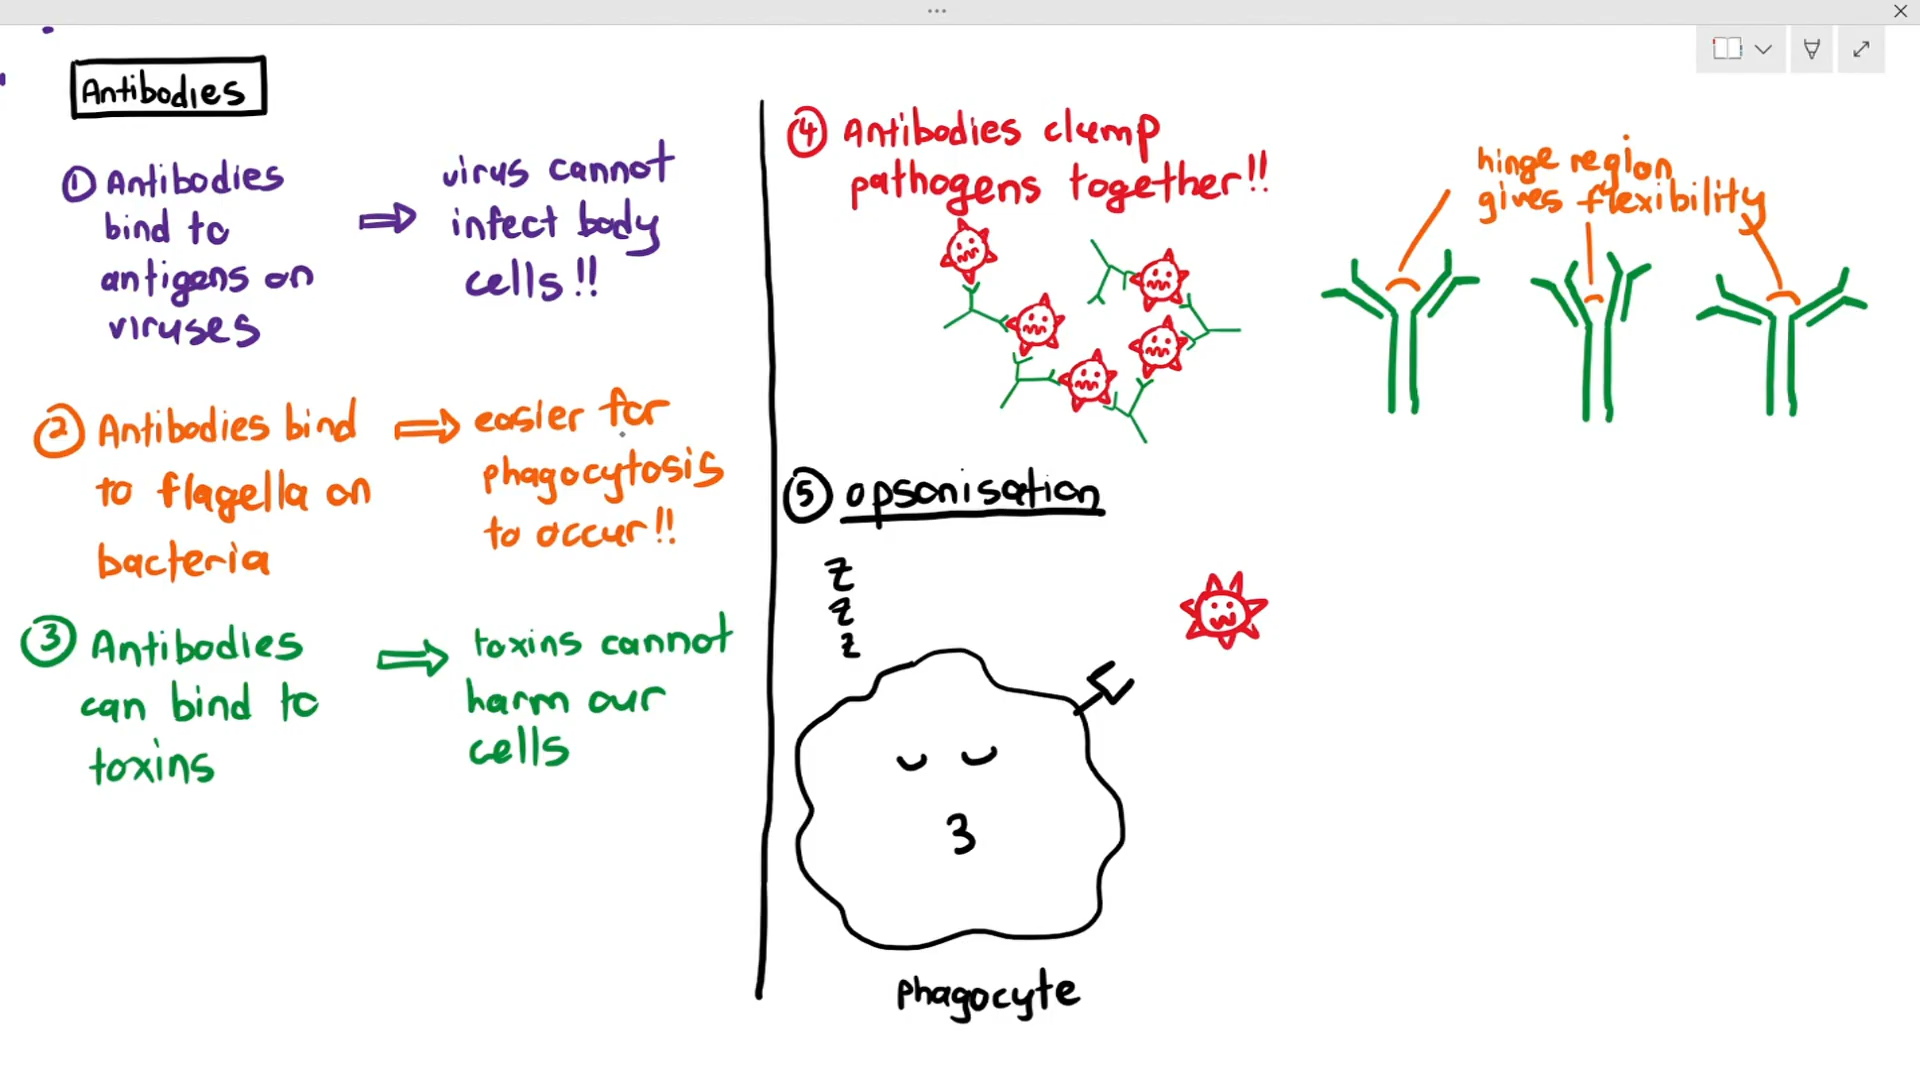 Antibodies
① Antibodies
bind to
antigens on
viruses
virus cannot
infect body
cells!!
② Antibodies bind
to flagella on
bacteria
easier for
phagocytosis
to occur!!
③ Antibodies
can bind to
toxins
toxins cannot
harm our
cells
④ Antibodies clump
pathogens together!!
hinge region
gives flexibility
⑤ opsonisation
z
z
z
phagocyte